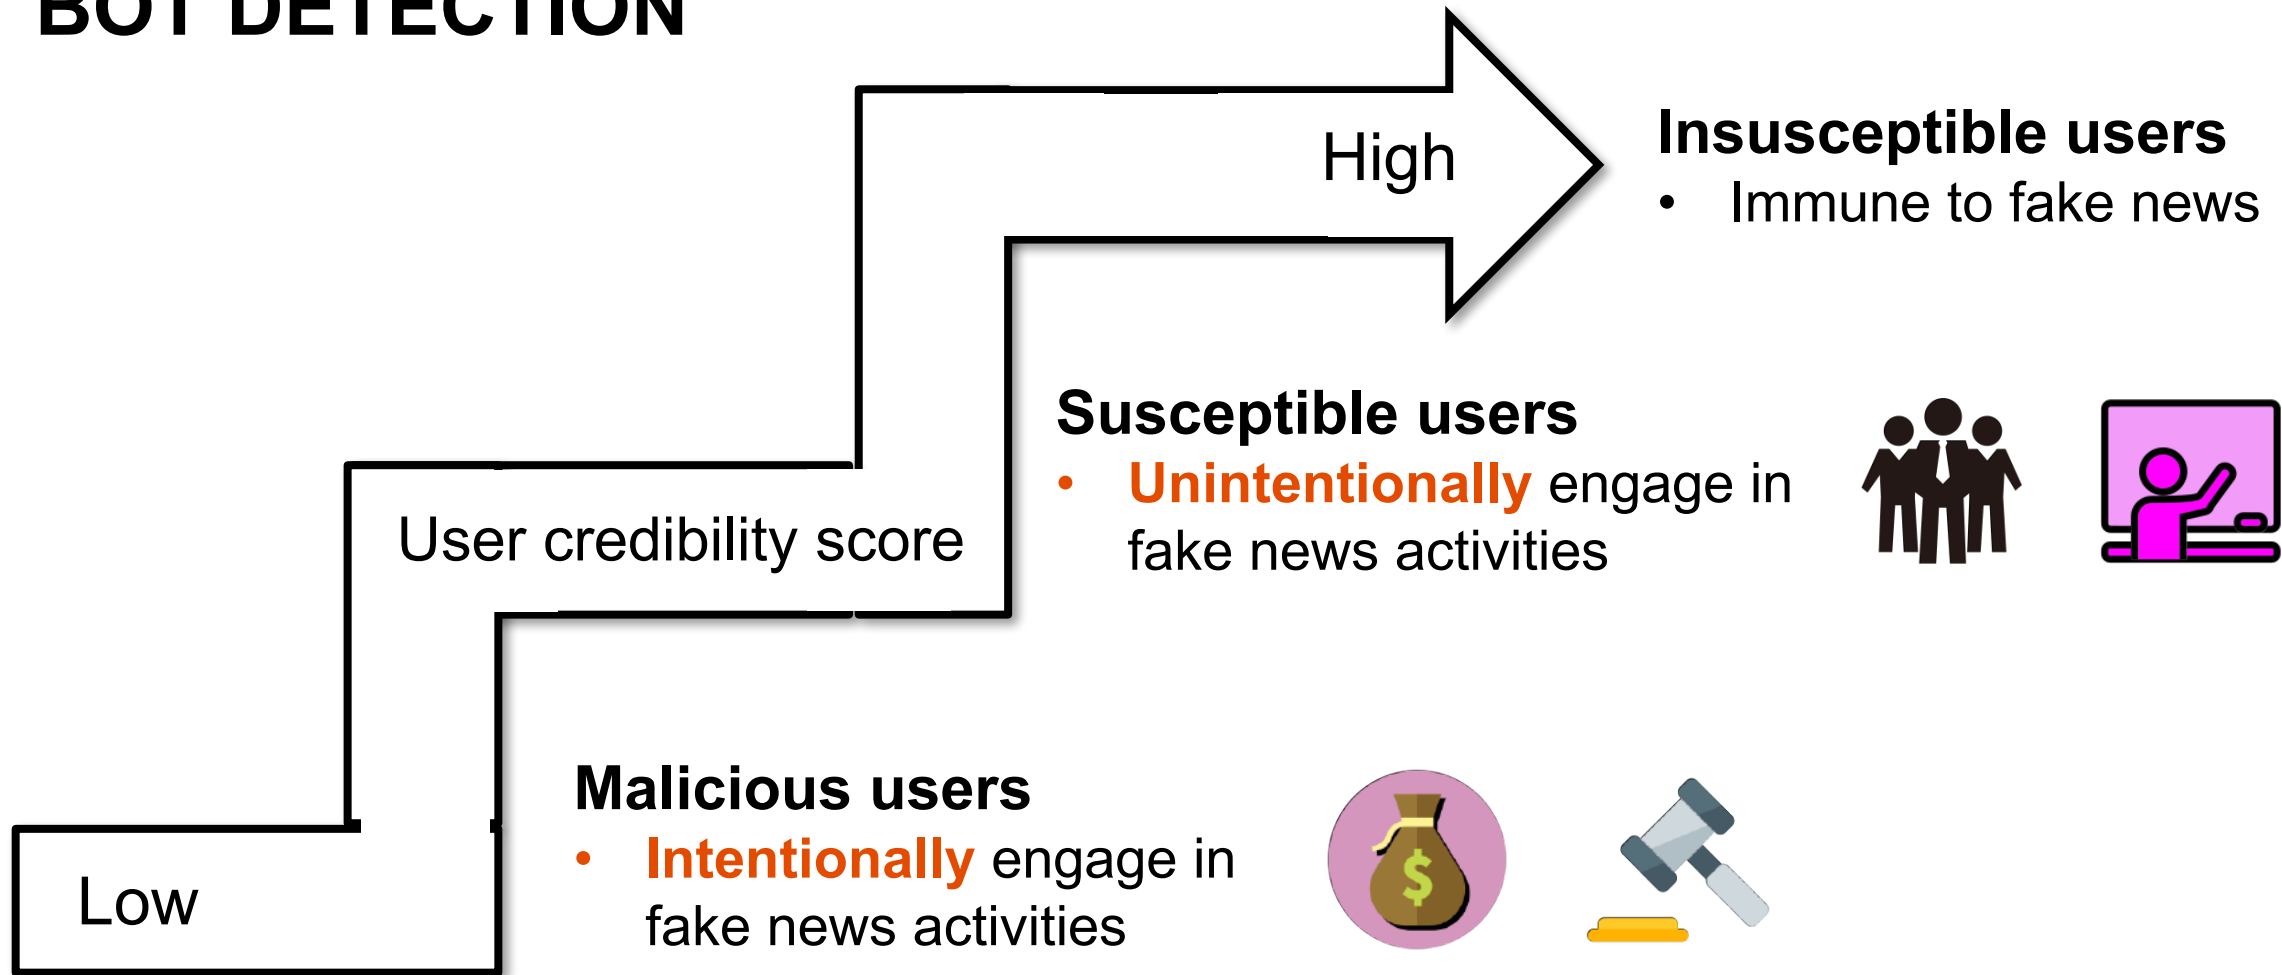 BOT DETECTION
High
Insusceptible users
• Immune to fake news
Susceptible users
• Unintentionally engage in
fake news activities
User credibility score
Malicious users
• Intentionally engage in
fake news activities
Low
$